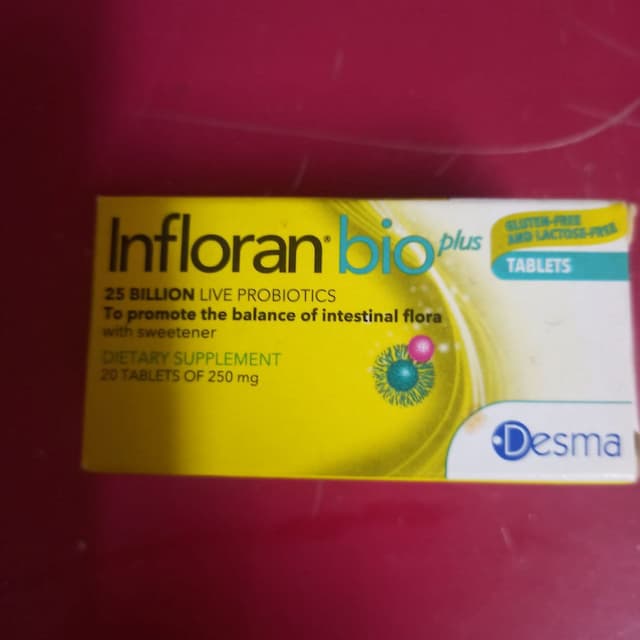 Infloran® bio plus
GLUTEN-FREE
AND LACTOSE-FREE
TABLETS
25 BILLION LIVE PROBIOTICS
To promote the balance of intestinal flora
with sweetener
DIETARY SUPPLEMENT
20 TABLETS OF 250 mg
Desma